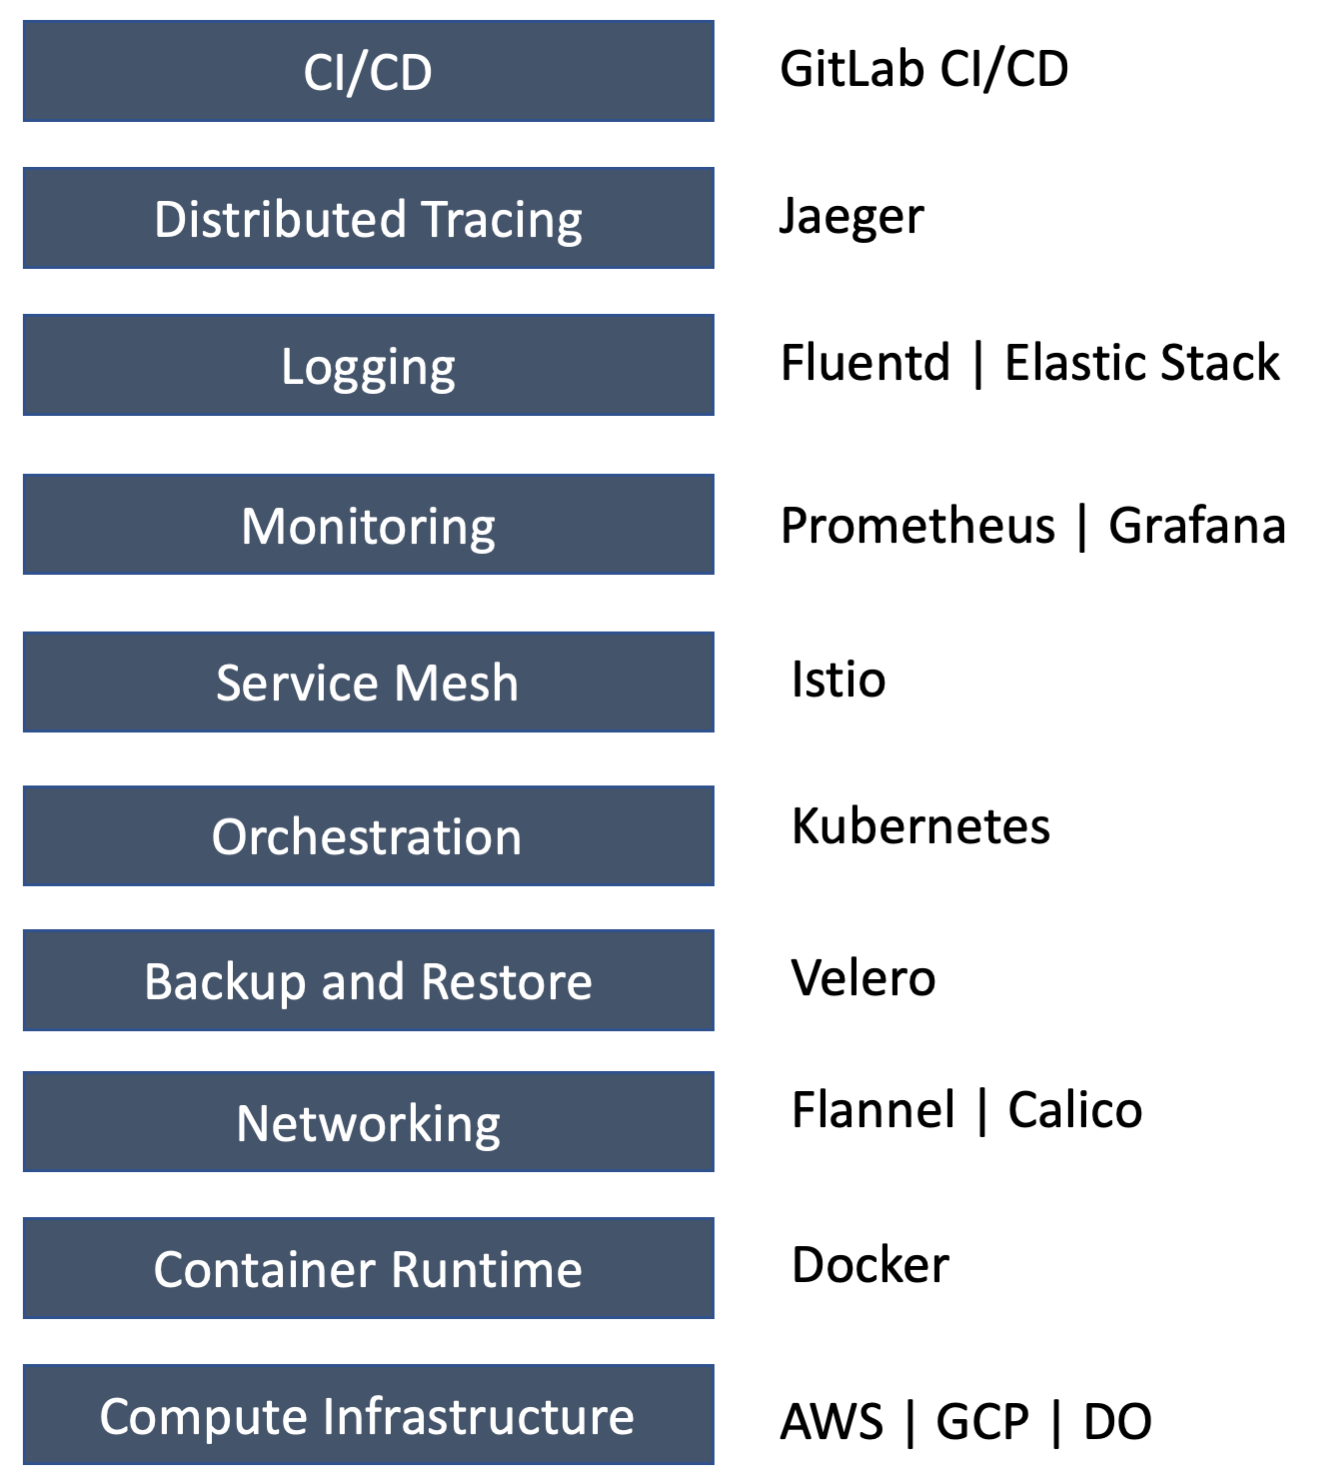 CI/CD GitLab CI/CD
Distributed Tracing Jaeger
Logging Fluentd | Elastic Stack
Monitoring Prometheus | Grafana
Service Mesh Istio
Orchestration Kubernetes
Backup and Restore Velero
Networking Flannel | Calico
Container Runtime Docker
Compute Infrastructure AWS | GCP | DO